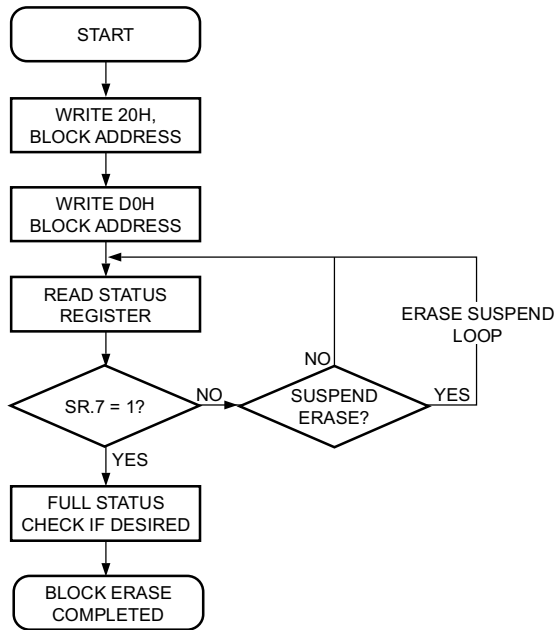 START
WRITE 20H,
BLOCK ADDRESS
WRITE D0H
BLOCK ADDRESS
READ STATUS
REGISTER
ERASE SUSPEND
LOOP
NO
SR.7 = 1?
NO
SUSPEND
ERASE?
YES
YES
FULL STATUS
CHECK IF DESIRED
BLOCK ERASE
COMPLETED